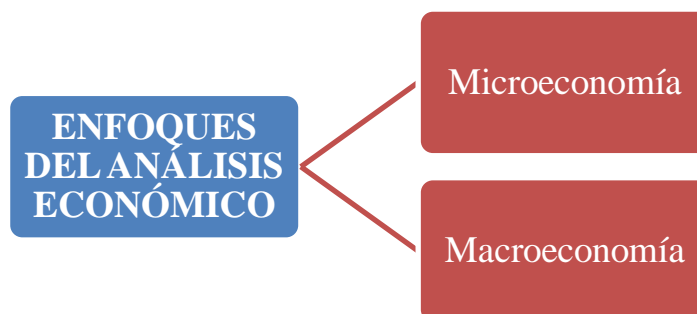 ENFOQUES
DEL ANÁLISIS
ECONÓMICO
Microeconomía
Macroeconomía